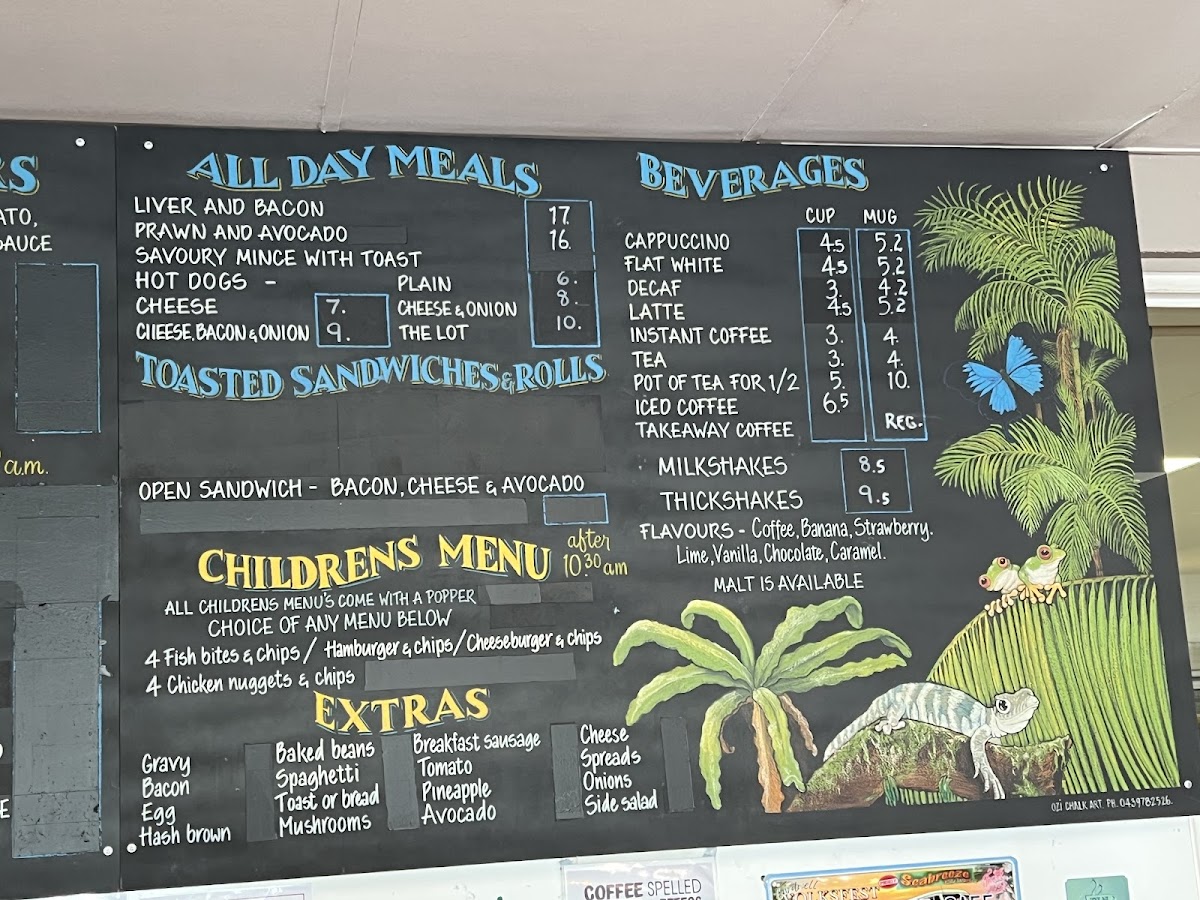 RS
ATO,
SAUCE
a.m.
E
ALL DAY MEALS
LIVER AND BACON 17.
PRAWN AND AVOCADO 16.
SAVOURY MINCE WITH TOAST
HOT DOGS - PLAIN 6.
CHEESE 7. CHEESE & ONION 8.
CHEESE, BACON & ONION 9. THE LOT 10.
TOASTED SANDWICHES & ROLLS
OPEN SANDWICH - BACON, CHEESE & AVOCADO
CHILDRENS MENU after
10.30 am
ALL CHILDRENS MENU'S COME WITH A POPPER
CHOICE OF ANY MENU BELOW
4 Fish bites & chips / Hamburger & chips / Cheeseburger & chips
4 Chicken nuggets & chips
EXTRAS
Gravy
Bacon
Egg
Hash brown
Baked beans
Spaghetti
Toast or bread
Mushrooms
Breakfast sausage
Tomato
Pineapple
Avocado
Cheese
Spreads
Onions
Side salad
BEVERAGES
CUP MUG
CAPPUCCINO 4.5 5.2
FLAT WHITE 4.5 5.2
DECAF 3. 4.2
LATTE 4.5 5.2
INSTANT COFFEE 3. 4.
TEA 3. 4.
POT OF TEA FOR 1/2 5. 10.
ICED COFFEE 6.5
TAKEAWAY COFFEE REG.
MILKSHAKES 8.5
THICKSHAKES 9.5
FLAVOURS - Coffee, Banana, Strawberry.
Lime, Vanilla, Chocolate, Caramel.
MALT IS AVAILABLE
OZI CHALK ART. PH. 0439782526.
COFFEE SPELLED
Seabreeze